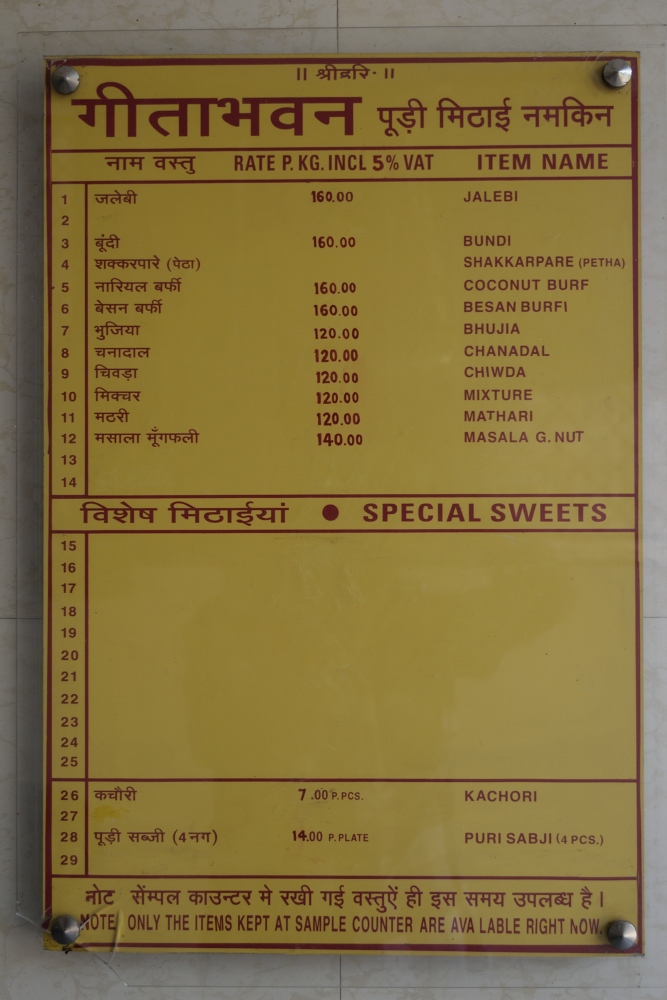 ॥ श्रीहरि॰ ॥
गीताभवन पूड़ी मिठाई नमकिन
नाम वस्तु RATE P. KG. INCL 5% VAT ITEM NAME
1 जलेबी 160.00 JALEBI
2
3 बूंदी 160.00 BUNDI
4 शक्करपारे (पेठा) SHAKKARPARE (PETHA)
5 नारियल बर्फी 160.00 COCONUT BURF
6 बेसन बर्फी 160.00 BESAN BURFI
7 भुजिया 120.00 BHUJIA
8 चनादाल 120.00 CHANADAL
9 चिवड़ा 120.00 CHIWDA
10 मिक्चर 120.00 MIXTURE
11 मठरी 120.00 MATHARI
12 मसाला मूँगफली 140.00 MASALA G. NUT
13
14
विशेष मिठाईयां ● SPECIAL SWEETS
15
16
17
18
19
20
21
22
23
24
25
26 कचौरी 7.00 P.PCS. KACHORI
27
28 पूड़ी सब्जी (4 नग) 14.00 P.PLATE PURI SABJI (4 PCS.)
29
नोट सेंम्पल काउन्टर मे रखी गई वस्तुऐं ही इस समय उपलब्ध है।
NOTE ONLY THE ITEMS KEPT AT SAMPLE COUNTER ARE AVA LABLE RIGHT NOW.